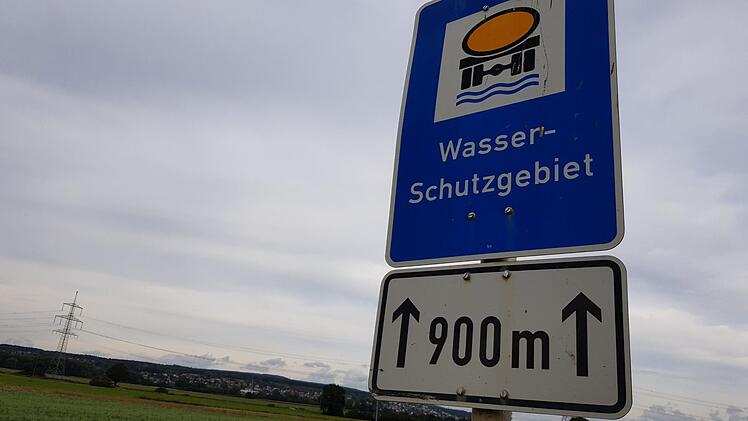 Wasser-
Schutzgebiet
900 m